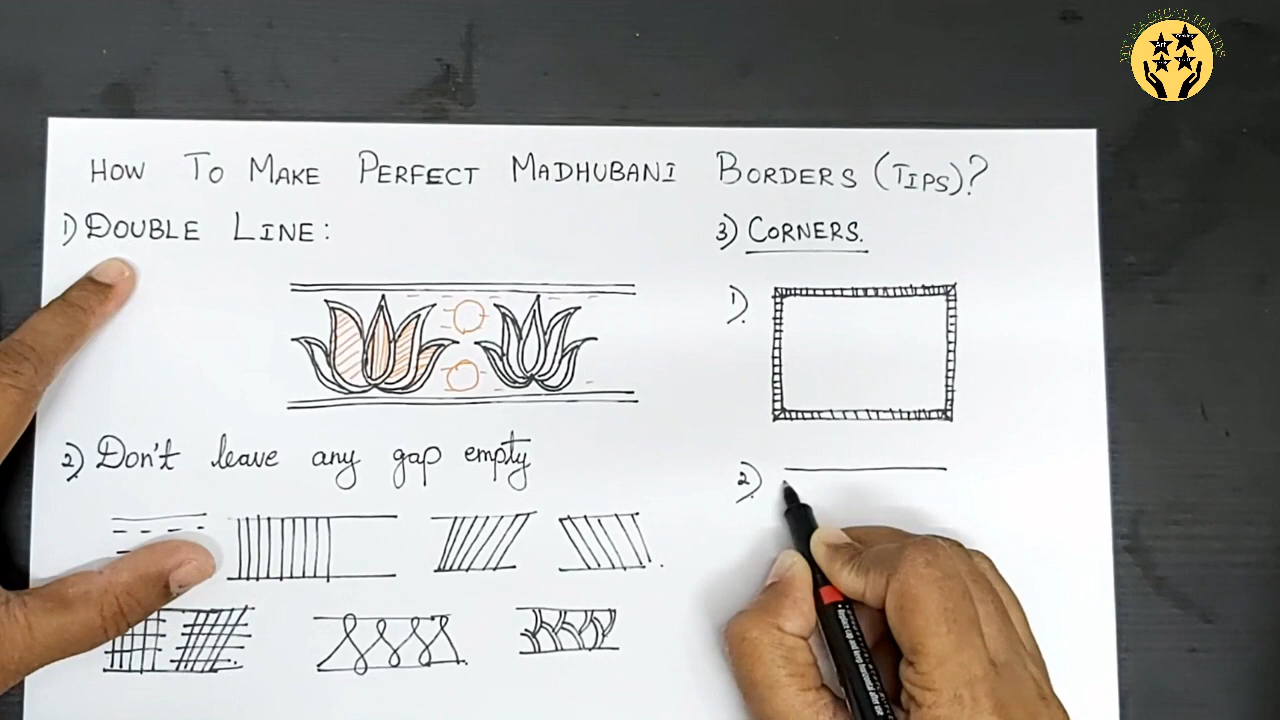 HOW TO MAKE PERFECT MADHUBANI BORDERS (TIPS)?
1) DOUBLE LINE:
2) Don't leave any gap empty
3) CORNERS.
1).
2).